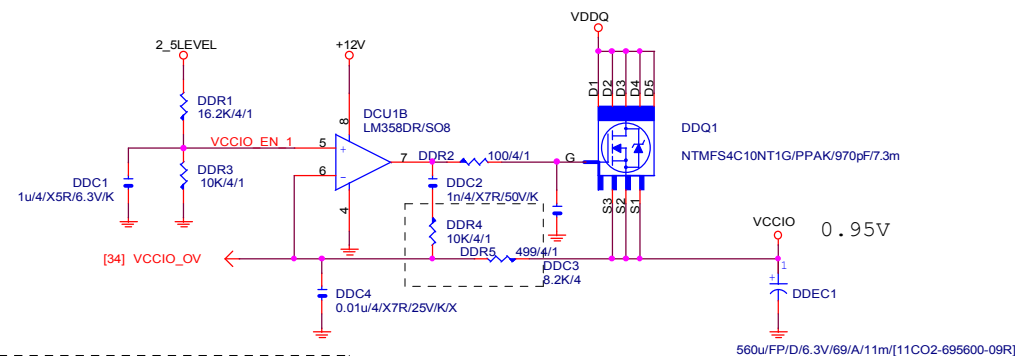 VDDQ
2_5LEVEL
+12V
D1
D2
D3
D4
D5
DDR1
16.2K/4/1
DCU1B
LM358DR/SO8
8
DDQ1
VCCIO_EN_1
5
+
7
DDR2
100/4/1
G
NTMFS4C10NT1G/PPAK/970pF/7.3m
6
-
DDC1
1u/4/X5R/6.3V/K
DDR3
10K/4/1
DDC2
1n/4/X7R/50V/K
4
S3
S2
S1
DDR4
10K/4/1
VCCIO
0.95V
DDR5
499/4/1
[34] VCCIO_OV
DDC3
8.2K/4
1
+
DDEC1
DDC4
0.01u/4/X7R/25V/K/X
560u/FP/D/6.3V/69/A/11m/[11CO2-695600-09R]